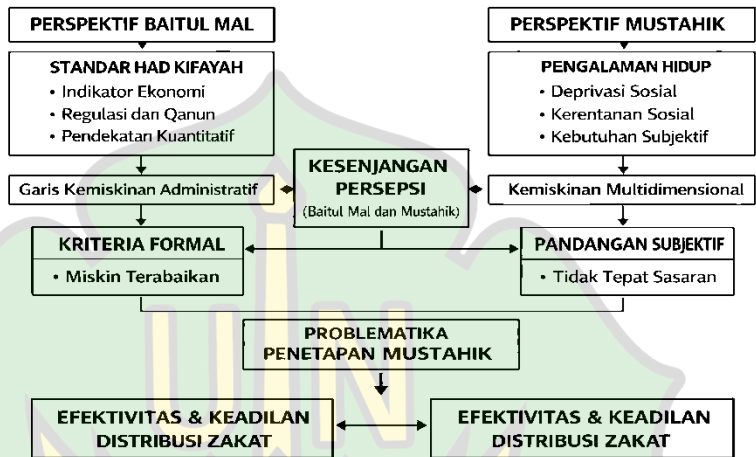 PERSPEKTIF BAITUL MAL
STANDAR HAD KIFAYAH
• Indikator Ekonomi
• Regulasi dan Qanun
• Pendekatan Kuantitatif
Garis Kemiskinan Administratif
KRITERIA FORMAL
• Miskin Terabaikan
KESENJANGAN
PERSEPSI
(Baitul Mal dan Mustahik)
PERSPEKTIF MUSTAHIK
PENGALAMAN HIDUP
• Deprivasi Sosial
• Kerentanan Sosial
• Kebutuhan Subjektif
Kemiskinan Multidimensional
PANDANGAN SUBJEKTIF
• Tidak Tepat Sasaran
PROBLEMATIKA
PENETAPAN MUSTAHIK
EFEKTIVITAS & KEADILAN
DISTRIBUSI ZAKAT
EFEKTIVITAS & KEADILAN
DISTRIBUSI ZAKAT
UIN